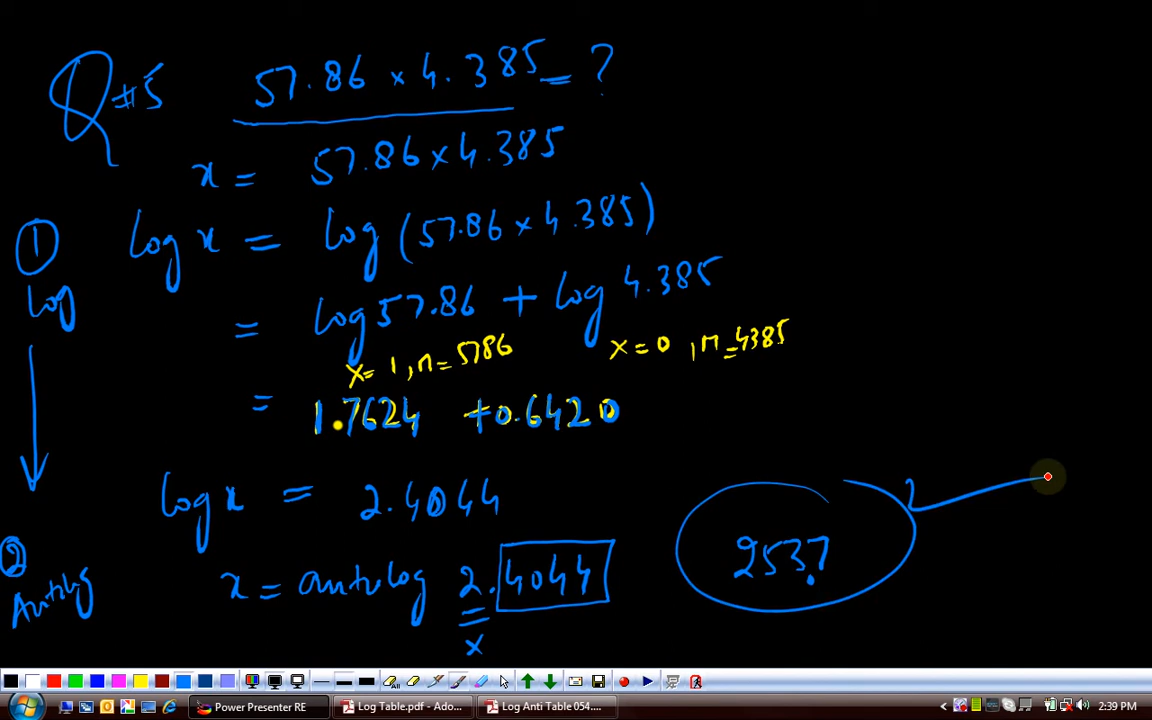 Q #5 57.86 × 4.385 = ?
x = 57.86 × 4.385
① log x = log (57.86 × 4.385)
Log
= log 57.86 + log 4.385
x = 1 , m = 5786 x = 0 , m = 4385
= 1.7624 + 0.6420
log x = 2.4044
② Antilog x = antilog 2.4044
x
253.7
Power Presenter RE
Log Table.pdf - Ado...
Log Anti Table 054....
2:39 PM